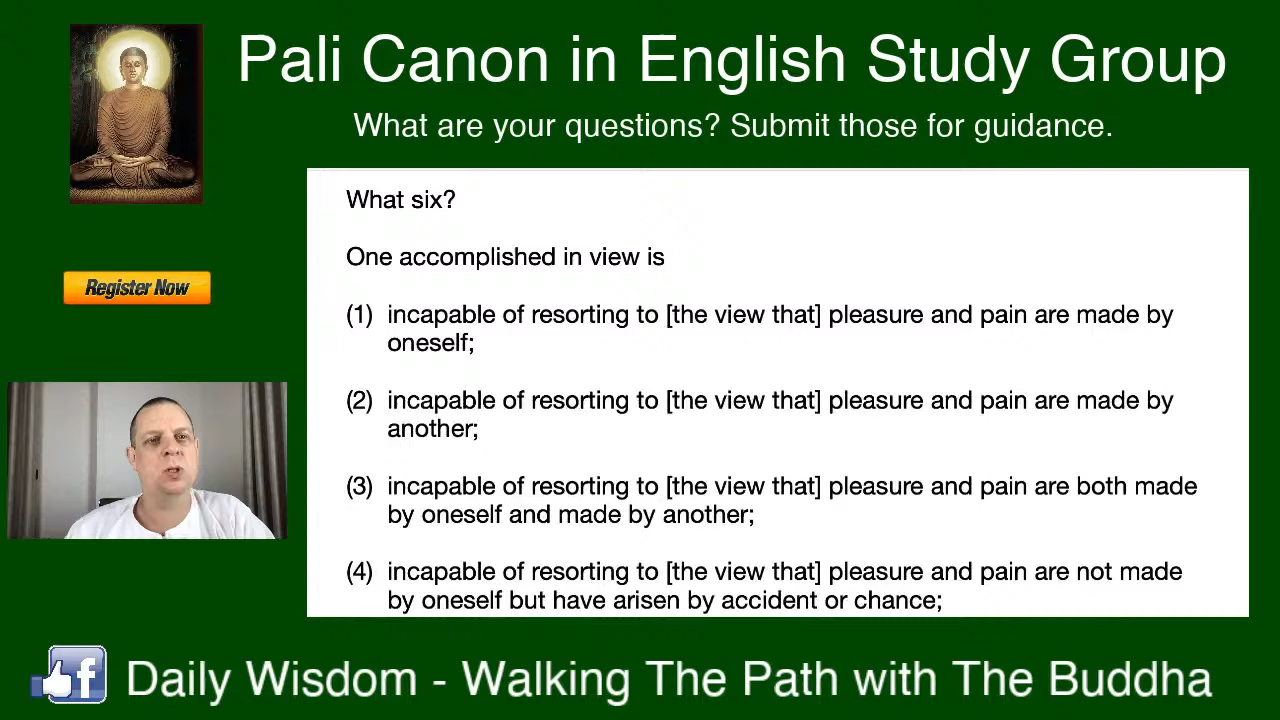 Pali Canon in English Study Group
What are your questions? Submit those for guidance.
Register Now
What six?
One accomplished in view is
(1) incapable of resorting to [the view that] pleasure and pain are made by
oneself;
(2) incapable of resorting to [the view that] pleasure and pain are made by
another;
(3) incapable of resorting to [the view that] pleasure and pain are both made
by oneself and made by another;
(4) incapable of resorting to [the view that] pleasure and pain are not made
by oneself but have arisen by accident or chance;
f Daily Wisdom - Walking The Path with The Buddha